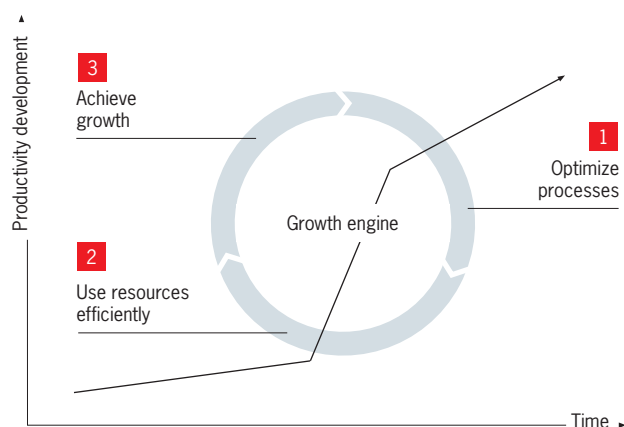 Productivity development
3
Achieve
growth
1
Optimize
processes
Growth engine
2
Use resources
efficiently
Time